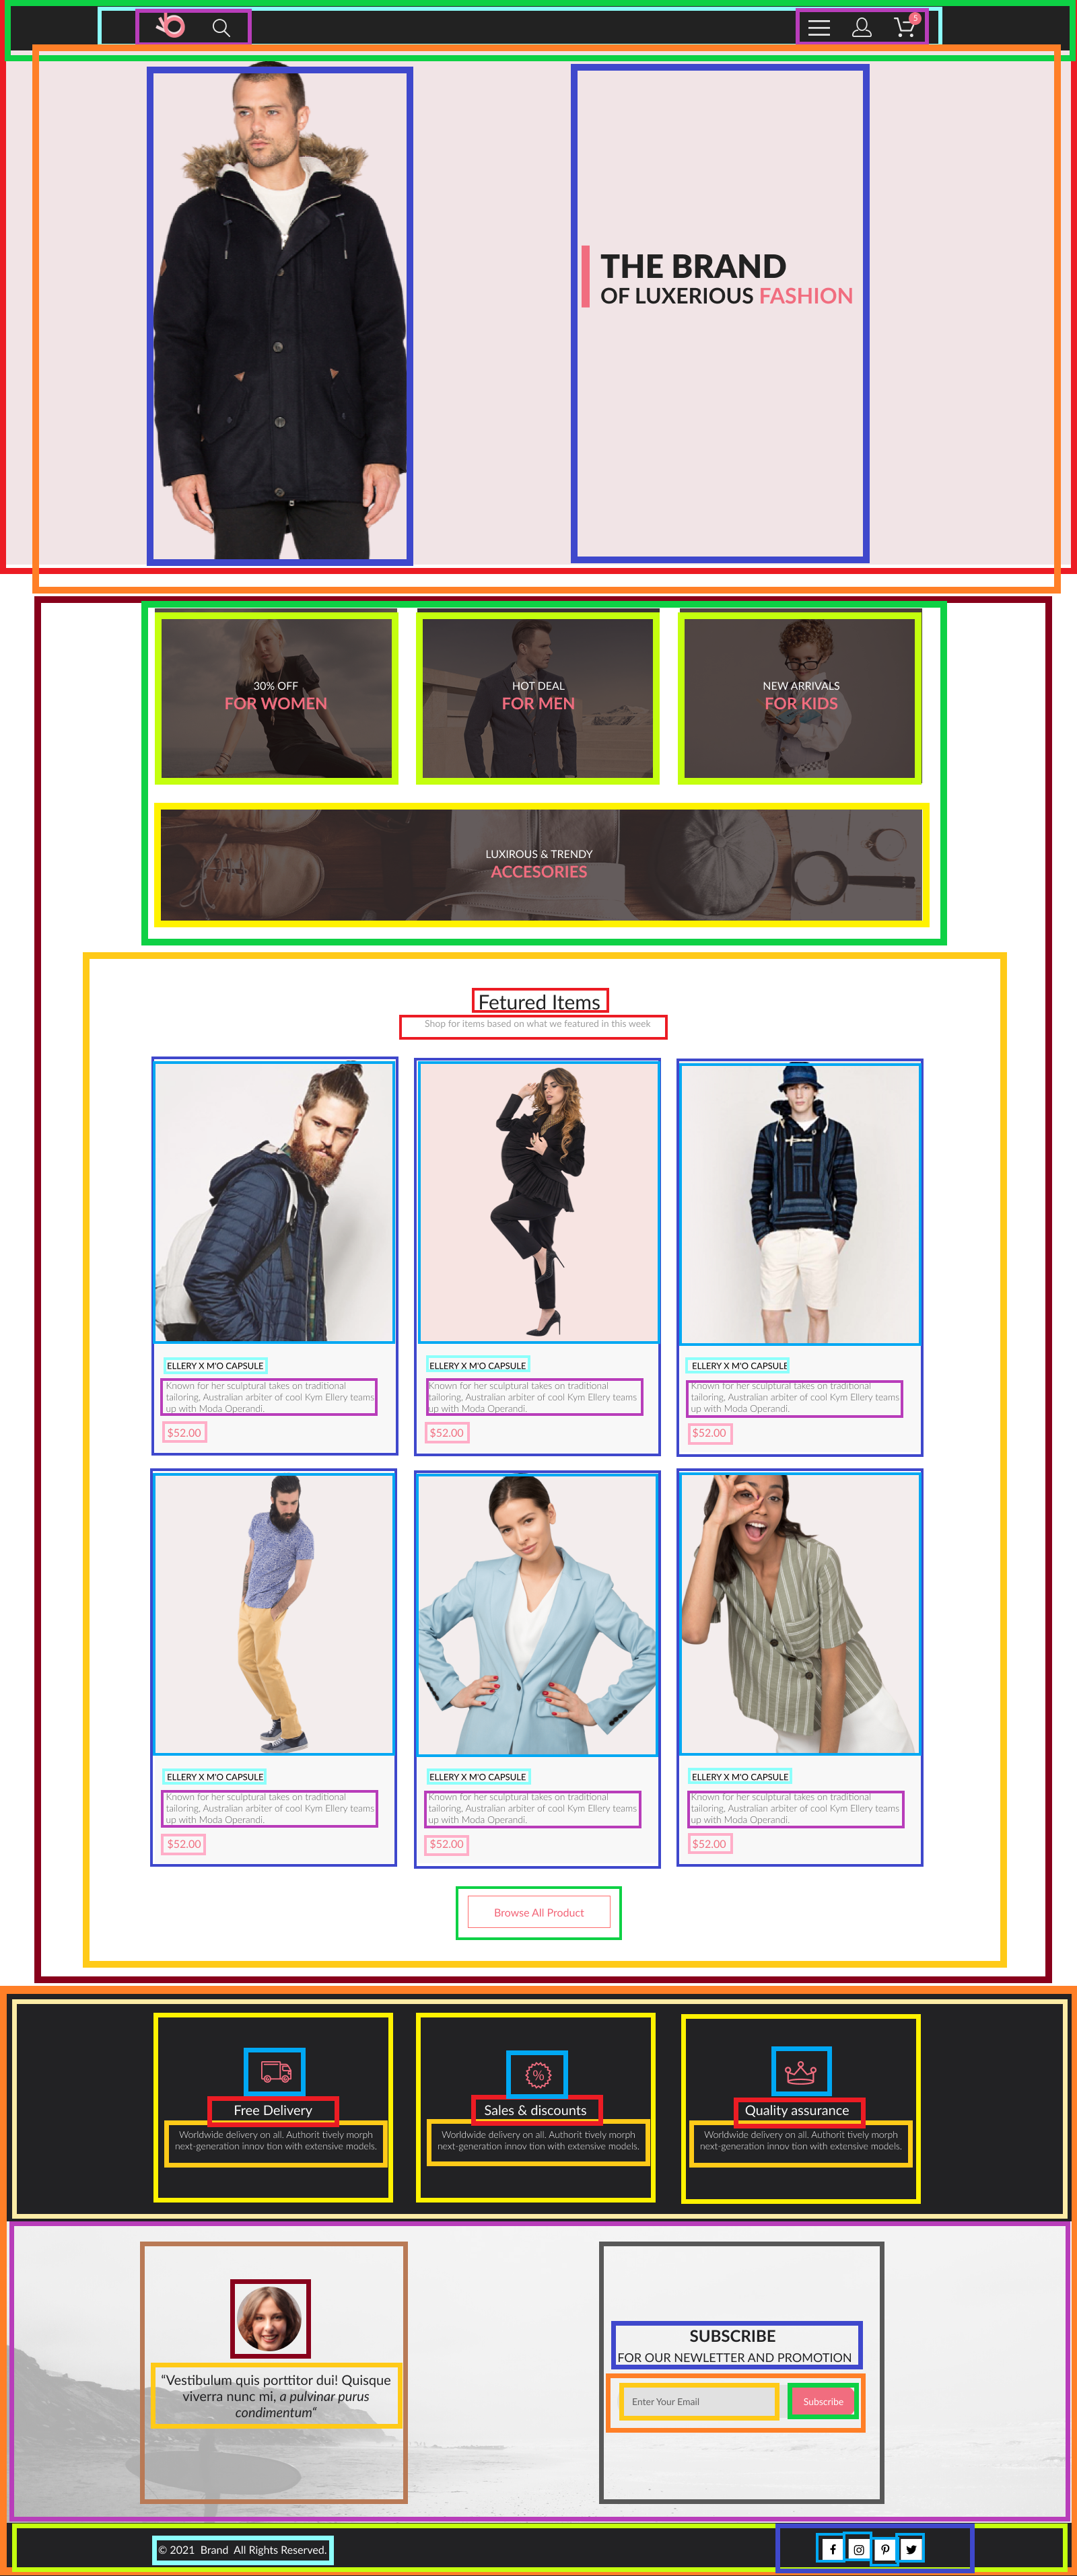 5
THE BRAND
OF LUXERIOUS FASHION
30% OFF
FOR WOMEN
HOT DEAL
FOR MEN
NEW ARRIVALS
FOR KIDS
LUXIROUS & TRENDY
ACCESORIES
Fetured Items
Shop for items based on what we featured in this week
ELLERY X M'O CAPSULE
Known for her sculptural takes on traditional
tailoring, Australian arbiter of cool Kym Ellery teams
up with Moda Operandi.
$52.00
ELLERY X M'O CAPSULE
Known for her sculptural takes on traditional
tailoring, Australian arbiter of cool Kym Ellery teams
up with Moda Operandi.
$52.00
ELLERY X M'O CAPSULE
Known for her sculptural takes on traditional
tailoring, Australian arbiter of cool Kym Ellery teams
up with Moda Operandi.
$52.00
ELLERY X M'O CAPSULE
Known for her sculptural takes on traditional
tailoring, Australian arbiter of cool Kym Ellery teams
up with Moda Operandi.
$52.00
ELLERY X M'O CAPSULE
Known for her sculptural takes on traditional
tailoring, Australian arbiter of cool Kym Ellery teams
up with Moda Operandi.
$52.00
ELLERY X M'O CAPSULE
Known for her sculptural takes on traditional
tailoring, Australian arbiter of cool Kym Ellery teams
up with Moda Operandi.
$52.00
Browse All Product
Free Delivery
Worldwide delivery on all. Authorit tively morph
next-generation innov tion with extensive models.
%
Sales & discounts
Worldwide delivery on all. Authorit tively morph
next-generation innov tion with extensive models.
Quality assurance
Worldwide delivery on all. Authorit tively morph
next-generation innov tion with extensive models.
“Vestibulum quis porttitor dui! Quisque
viverra nunc mi, a pulvinar purus
condimentum“
SUBSCRIBE
FOR OUR NEWLETTER AND PROMOTION
Enter Your Email
Subscribe
© 2021 Brand All Rights Reserved.